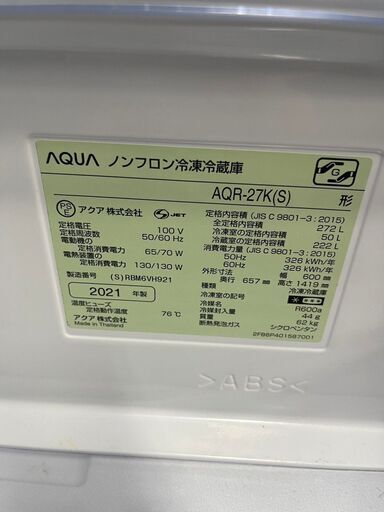 AQUA ノンフロン冷凍冷蔵庫
G
AQR-27K(S) 形
PS E アクア株式会社 JET
定格電圧 100 V
定格周波数 50/60 Hz
電動機の
定格消費電力 65/70 W
電熱装置の
定格消費電力 130/130 W
製造番号 (S)RBM6VH921
2021 年製
温度ヒューズ
定格動作温度 76℃
アクア株式会社
Made in Thailand
定格内容積 (JIS C 9801-3:2015)
全定格内容積 272 L
冷凍室の定格内容積 50 L
冷蔵室の定格内容積 222 L
消費電力量 (JIS C 9801-3:2015)
50Hz 326 kWh/年
60Hz 326 kWh/年
外形寸法 幅 600 mm
奥行 657 mm 高さ 1419 mm
種類 冷凍冷蔵庫
冷凍室の記号
冷媒 R600a
冷媒封入量 44 g
質量 62 kg
断熱発泡ガス シクロペンタン
2FB6P401587001
>ABS<